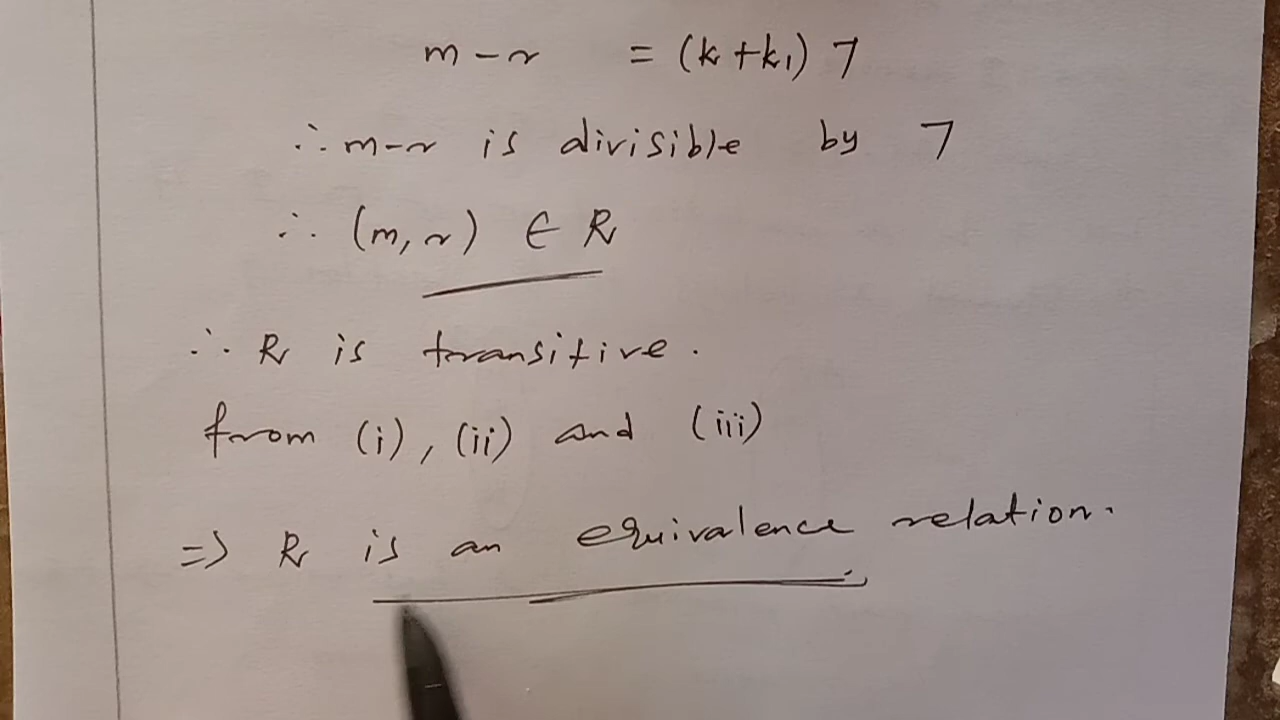 m - r = (k + k₁) 7
∴ m - r is divisible by 7
∴ (m, r) ∈ R
∴ R is transitive.
from (i), (ii) and (iii)
=> R is an equivalence relation.